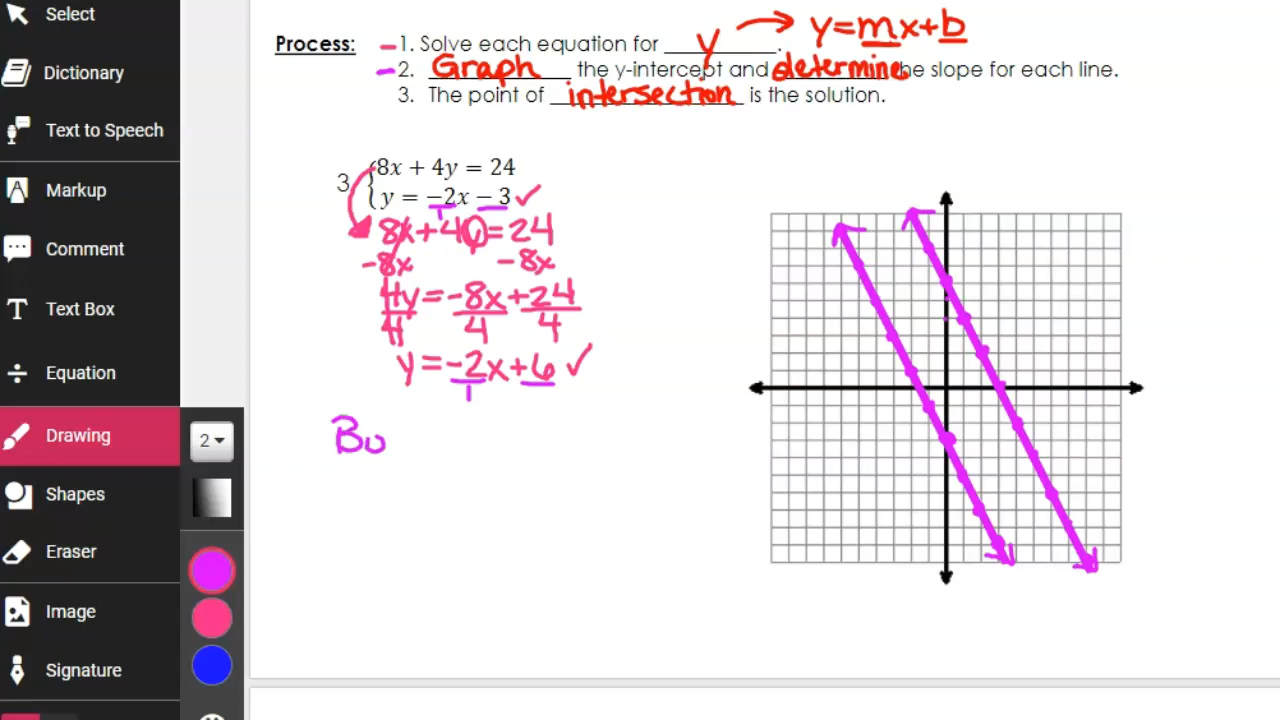 Select
Dictionary
Text to Speech
Markup
Comment
Text Box
Equation
Drawing
2
Shapes
Eraser
Image
Signature
y → y=mx+b
Process: 1. Solve each equation for y.
2. Graph the y-intercept and determine the slope for each line.
3. The point of intersection is the solution.
3 {8x + 4y = 24
y = −2x − 3 ✓
8x+4y=24
-8x -8x
4y=-8x+24
4 4 4
y=-2x+6 ✓
1
Bo